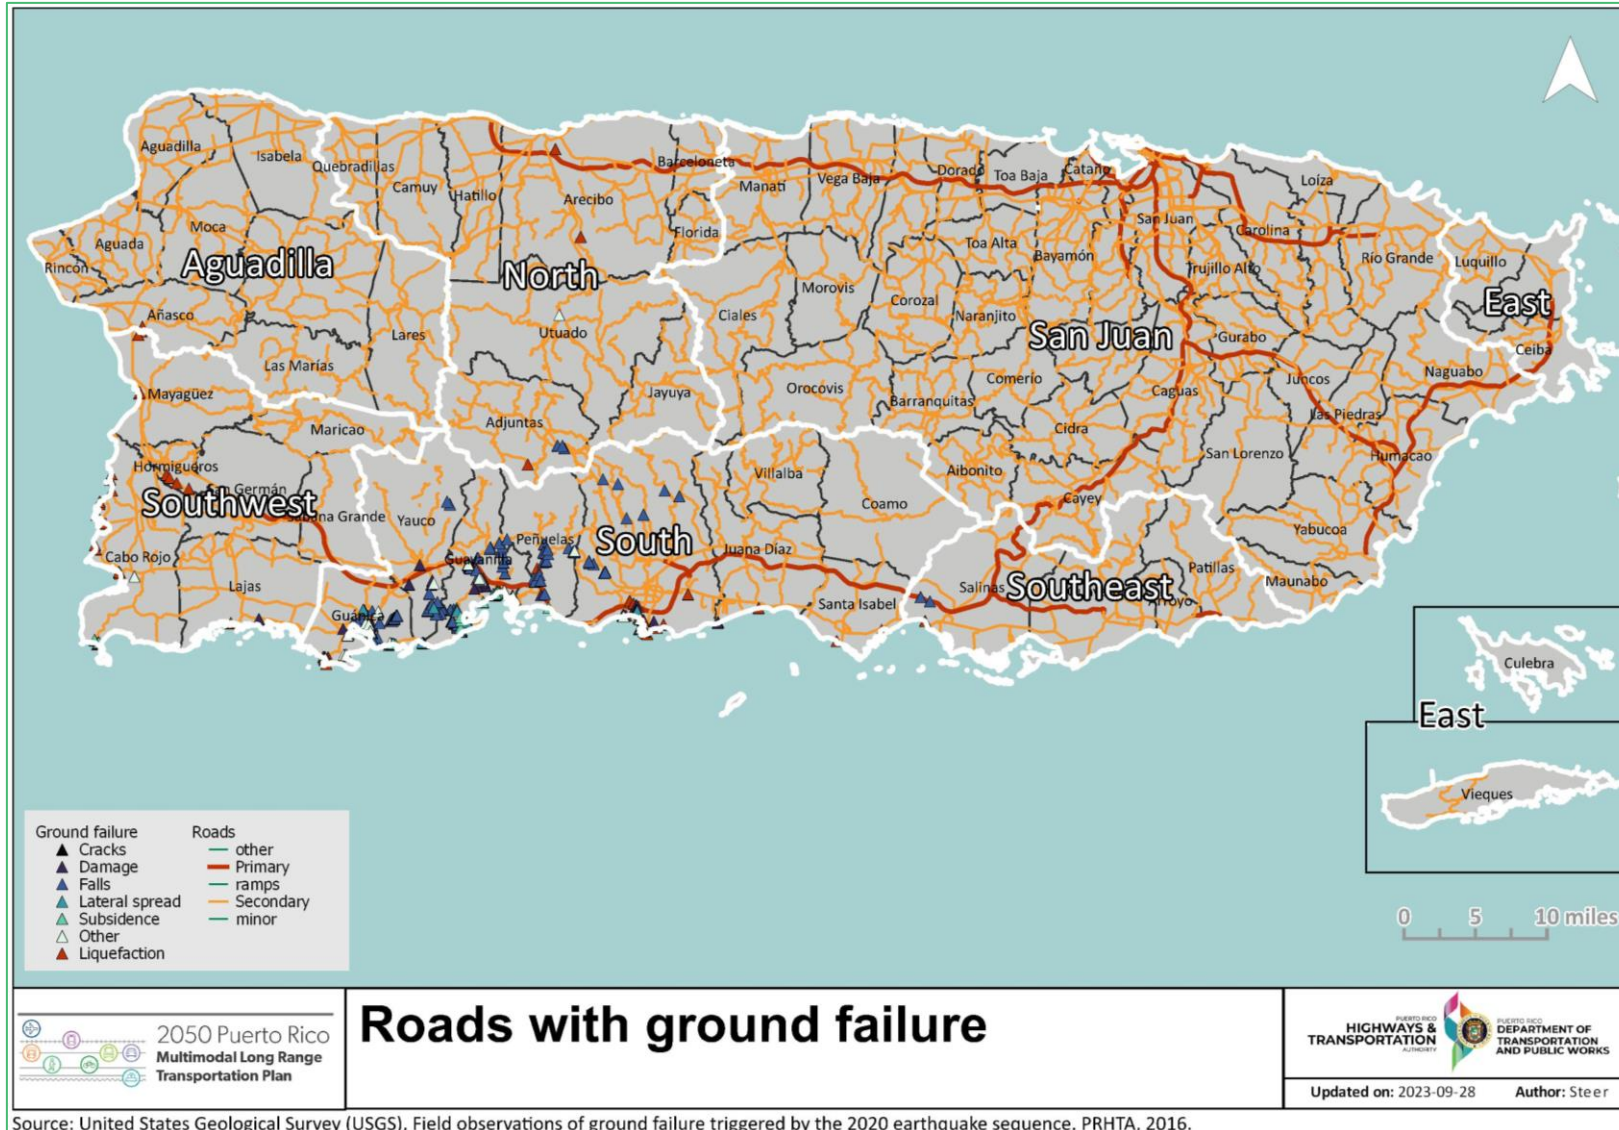 Aguadilla
Isabela
Quebradillas
Camuy
Hatillo
Barceloneta
Arecibo
Manatí
Vega Baja
Dorado
Toa Baja
Cataño
Loíza
San Juan
Carolina
Moca
Aguada
Rincón
Aguadilla
North
Florida
Toa Alta
Bayamón
Trujillo Alto
Río Grande
Luquillo
East
Ceiba
Añasco
Lares
Utuado
Ciales
Morovis
Corozal
Naranjito
San Juan
Gurabo
Las Marías
Mayagüez
Jayuya
Orocovis
Comerío
Barranquitas
Caguas
Juncos
Naguabo
Las Piedras
Maricao
Adjuntas
Cidra
Hormigueros
San Germán
Southwest
Sabana Grande
Yauco
Villalba
Aibonito
San Lorenzo
Humacao
Coamo
Cayey
Cabo Rojo
Peñuelas
Guayanilla
South
Juana Díaz
Yabucoa
Lajas
Guánica
Santa Isabel
Salinas
Southeast
Patillas
Arroyo
Maunabo
Culebra
East
Vieques
0 5 10 miles
Ground failure
Cracks
Damage
Falls
Lateral spread
Subsidence
Other
Liquefaction
Roads
other
Primary
ramps
Secondary
minor
2050 Puerto Rico
Multimodal Long Range
Transportation Plan
Roads with ground failure
PUERTO RICO
HIGHWAYS &
TRANSPORTATION
AUTHORITY
PUERTO RICO
DEPARTMENT OF
TRANSPORTATION
AND PUBLIC WORKS
Updated on: 2023-09-28 Author: Steer
Source: United States Geological Survey (USGS). Field observations of ground failure triggered by the 2020 earthquake sequence. PRHTA, 2016.